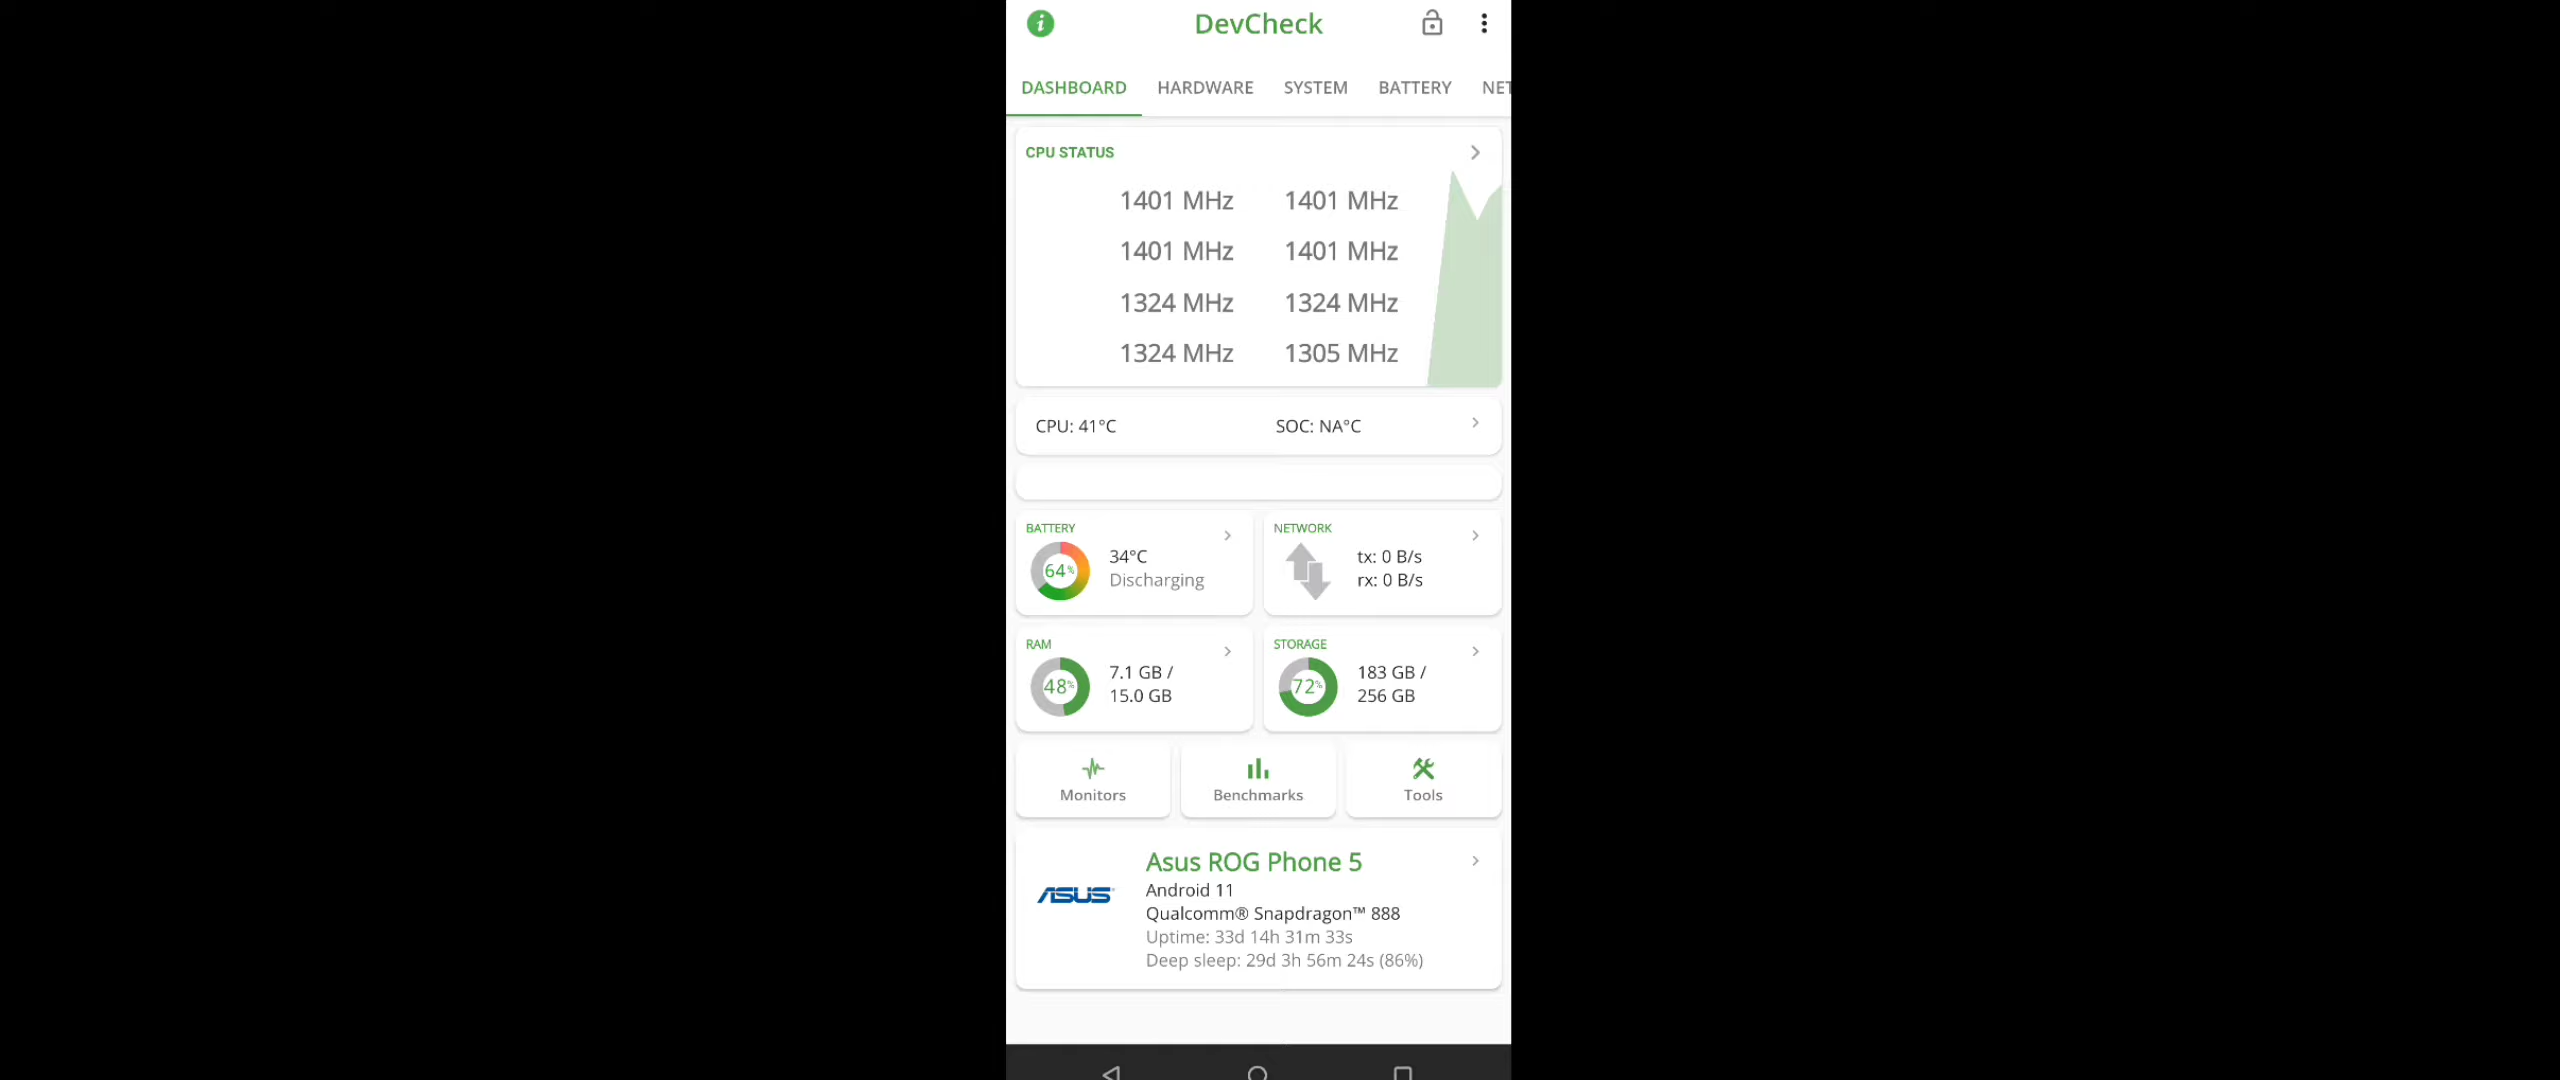 DevCheck
DASHBOARD HARDWARE SYSTEM BATTERY NET
CPU STATUS
1401 MHz 1401 MHz
1401 MHz 1401 MHz
1324 MHz 1324 MHz
1324 MHz 1305 MHz
CPU: 41°C SOC: NA°C
BATTERY
64%
34°C
Discharging
NETWORK
tx: 0 B/s
rx: 0 B/s
RAM
48%
7.1 GB /
15.0 GB
STORAGE
72%
183 GB /
256 GB
Monitors Benchmarks Tools
ASUS
Asus ROG Phone 5
Android 11
Qualcomm® Snapdragon™ 888
Uptime: 33d 14h 31m 33s
Deep sleep: 29d 3h 56m 24s (86%)